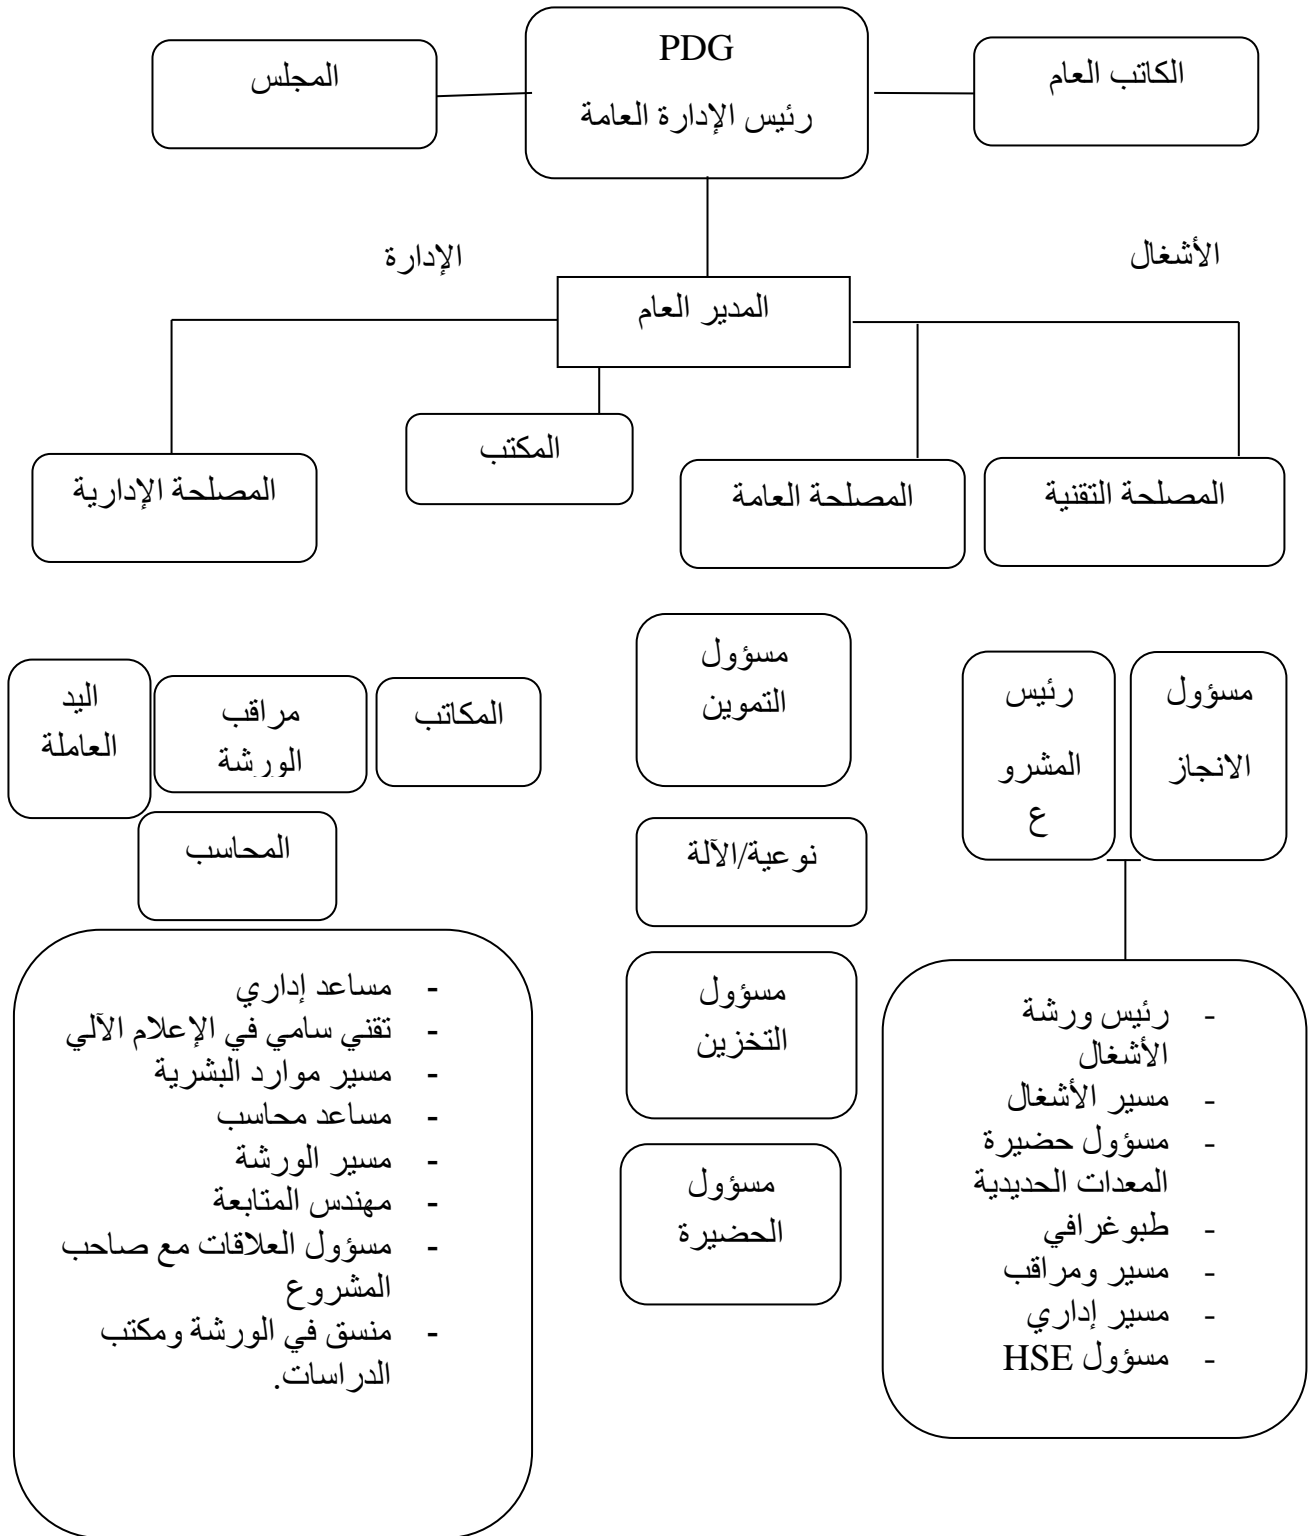 PDG
رئيس الإدارة العامة
الكاتب العام
المجلس
الأشغال
الإدارة
المدير العام
المصلحة التقنية
المصلحة العامة
المكتب
المصلحة الإدارية
مسؤول
الانجاز
رئيس
المشرو
ع
مسؤول
التموين
المكاتب
مراقب
الورشة
اليد
العاملة
المحاسب
نوعية/الآلة
مسؤول
التخزين
مسؤول
الحضيرة
- رئيس ورشة
الأشغال
- مسير الأشغال
- مسؤول حضيرة
المعدات الحديدية
- طبوغرافي
- مسير ومراقب
- مسير إداري
- مسؤول HSE
- مساعد إداري
- تقني سامي في الإعلام الآلي
- مسير موارد البشرية
- مساعد محاسب
- مسير الورشة
- مهندس المتابعة
- مسؤول العلاقات مع صاحب
المشروع
- منسق في الورشة ومكتب
الدراسات.